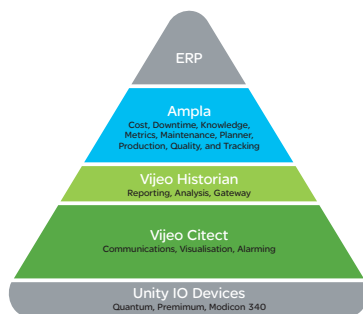 ERP
Ampla
Cost, Downtime, Knowledge,
Metrics, Maintenance, Planner,
Production, Quality, and Tracking
Vijeo Historian
Reporting, Analysis, Gateway
Vijeo Citect
Communications, Visualisation, Alarming
Unity IO Devices
Quantum, Premimum, Modicon 340